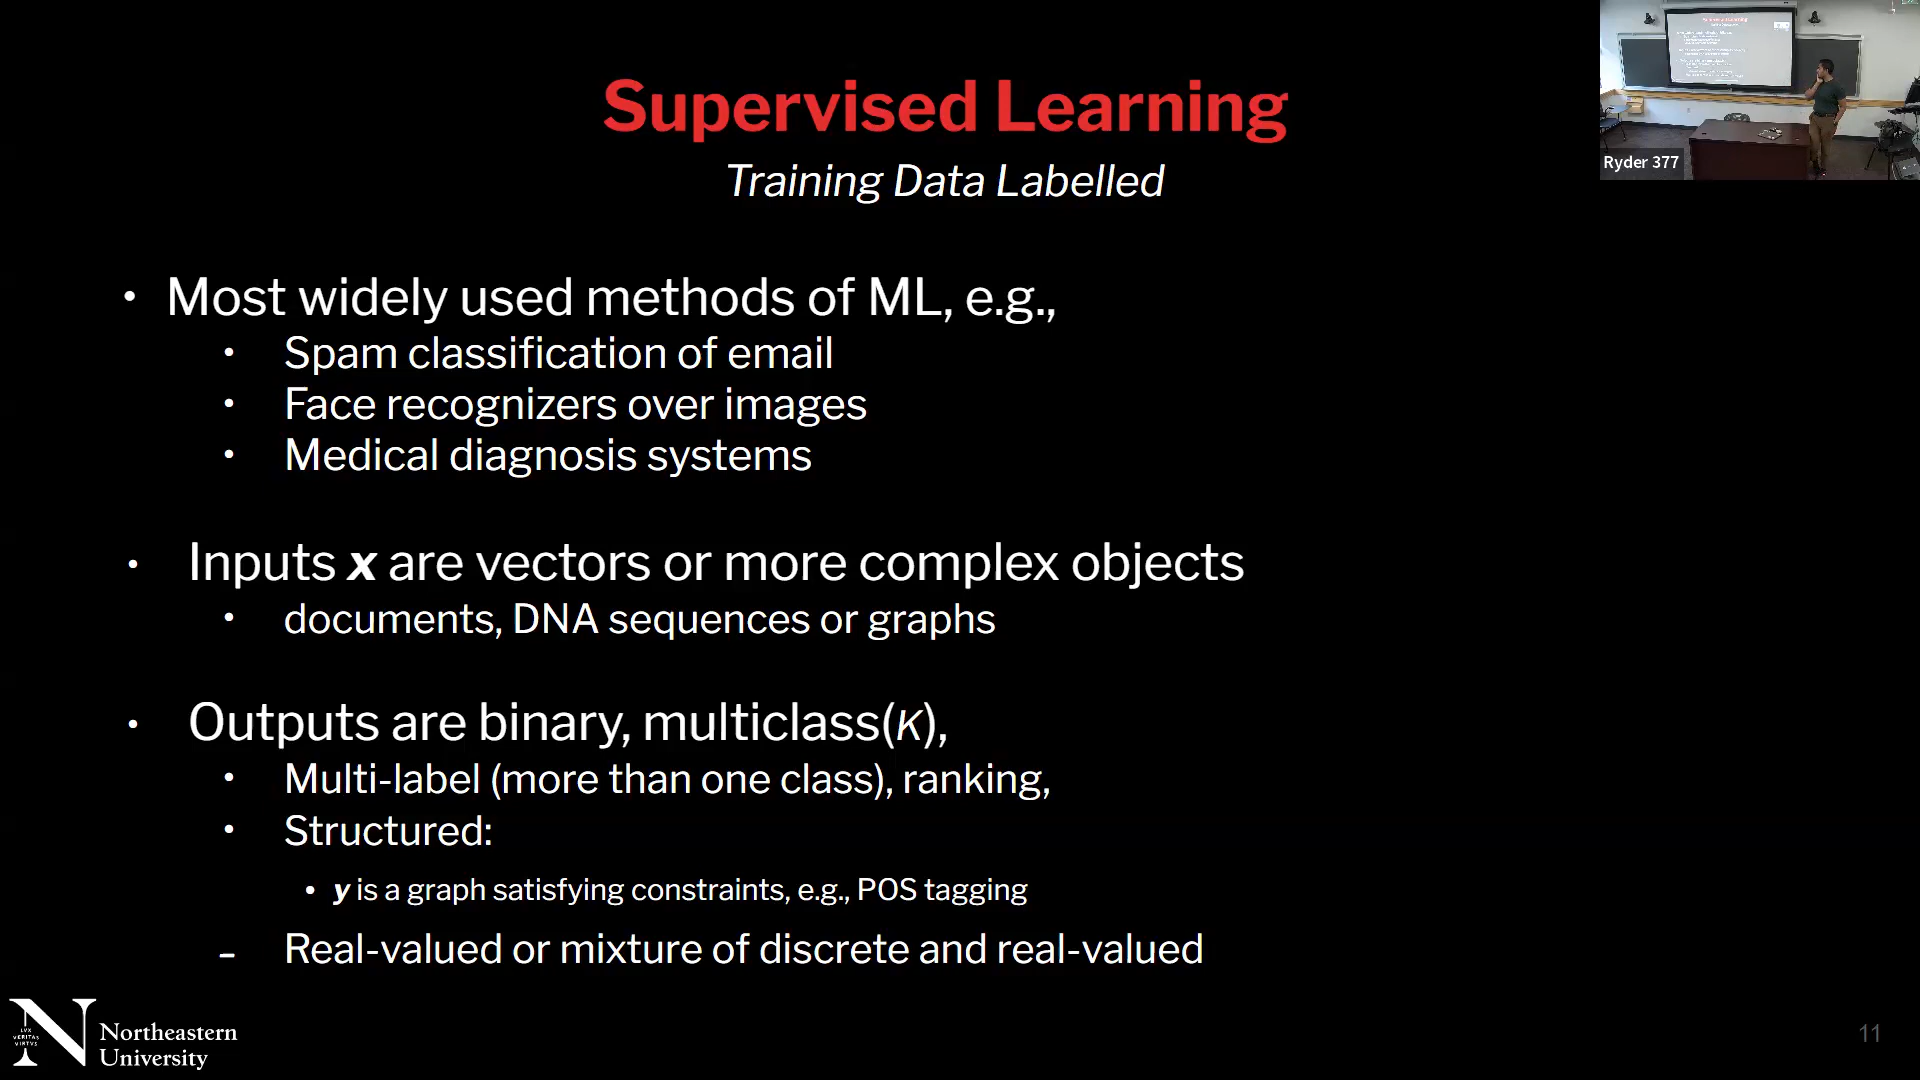 Supervised Learning
Training Data Labelled
Ryder 377
• Most widely used methods of ML, e.g.,
• Spam classification of email
• Face recognizers over images
• Medical diagnosis systems
• Inputs x are vectors or more complex objects
• documents, DNA sequences or graphs
• Outputs are binary, multiclass(K),
• Multi-label (more than one class), ranking,
• Structured:
• y is a graph satisfying constraints, e.g., POS tagging
– Real-valued or mixture of discrete and real-valued
LVX
VERITAS
VIRTVS
Northeastern
University
11